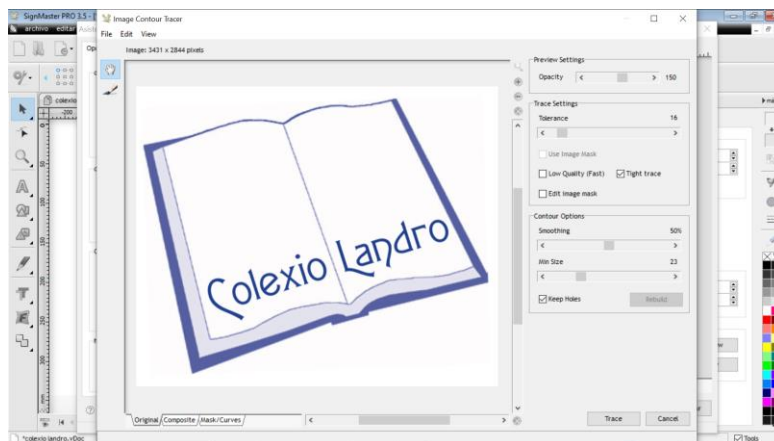 SignMaster PRO 3.5 - [
Image Contour Tracer
archivo editar
File Edit View
Image: 3431 x 2844 pixels
Preview Settings
Opacity < > 150
Trace Settings
Tolerance 16
< >
Use Image Mask
Low Quality (Fast) Tight trace
Edit image mask
Contour Options
Smoothing 50%
< >
Min Size 23
< >
Keep Holes Rebuild
Colexio Landro
Original Composite Mask/Curves
Trace Cancel
*colexio landro.vDoc
Tools